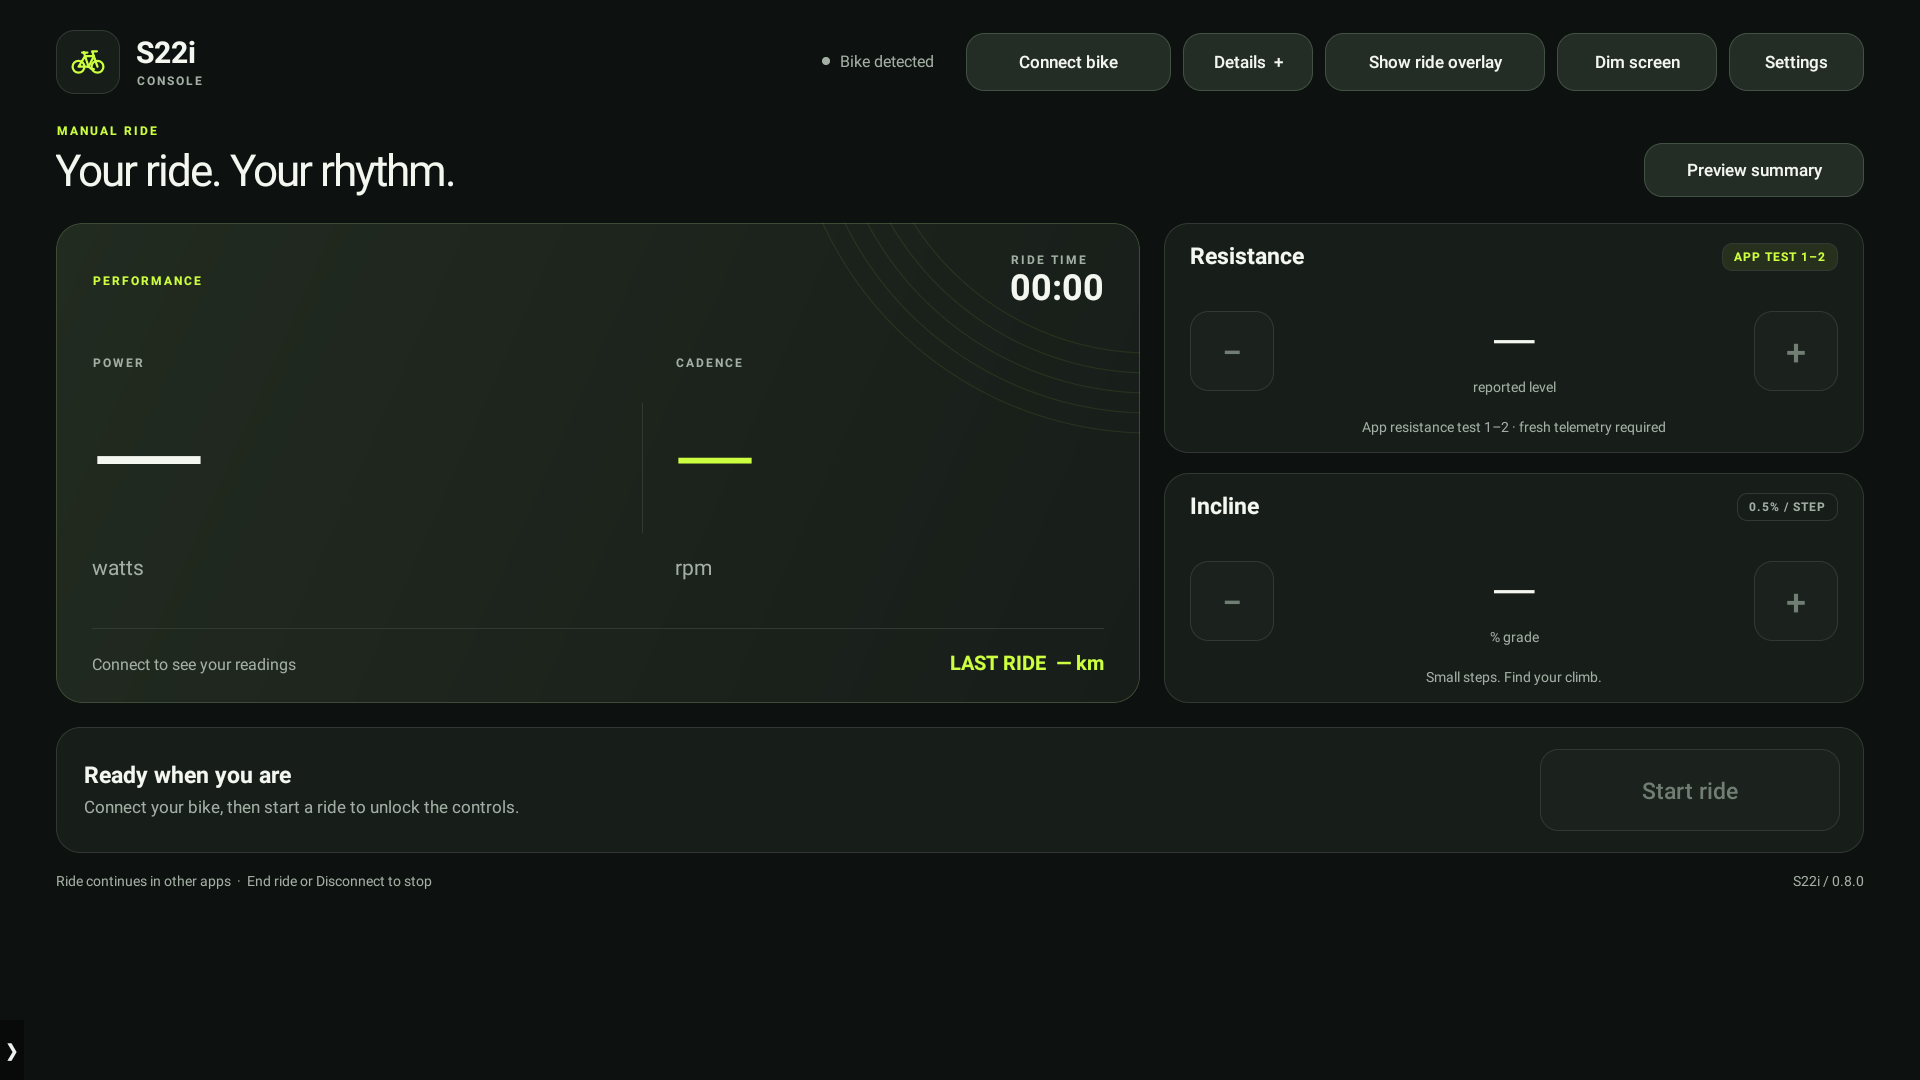 S22i
CONSOLE
Bike detected
Connect bike
Details +
Show ride overlay
Dim screen
Settings
MANUAL RIDE
Your ride. Your rhythm.
Preview summary
PERFORMANCE
RIDE TIME
00:00
POWER
CADENCE
—
—
watts
rpm
Connect to see your readings
LAST RIDE — km
Resistance
APP TEST 1–2
−
—
+
reported level
App resistance test 1–2 · fresh telemetry required
Incline
0.5% / STEP
−
—
+
% grade
Small steps. Find your climb.
Ready when you are
Connect your bike, then start a ride to unlock the controls.
Start ride
Ride continues in other apps · End ride or Disconnect to stop
S22i / 0.8.0
❯